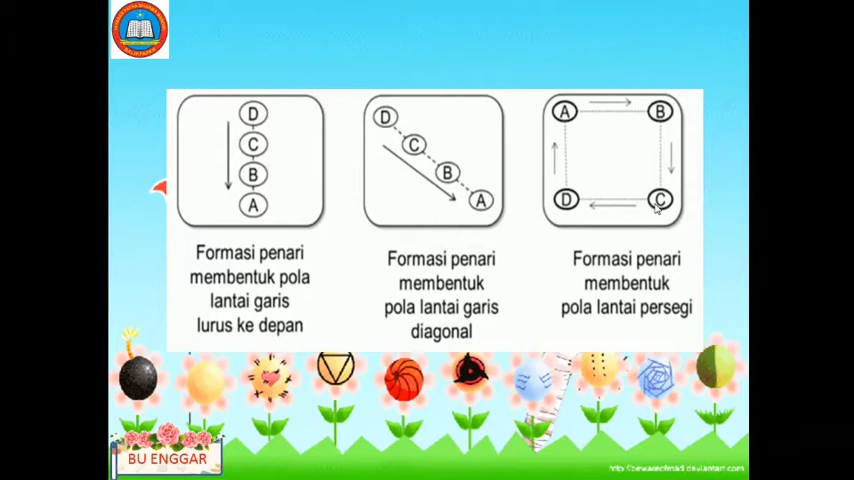 D
C
B
A
Formasi penari
membentuk pola
lantai garis
lurus ke depan
D
C
B
A
Formasi penari
membentuk
pola lantai garis
diagonal
A
B
D
C
Formasi penari
membentuk
pola lantai persegi
BU ENGGAR